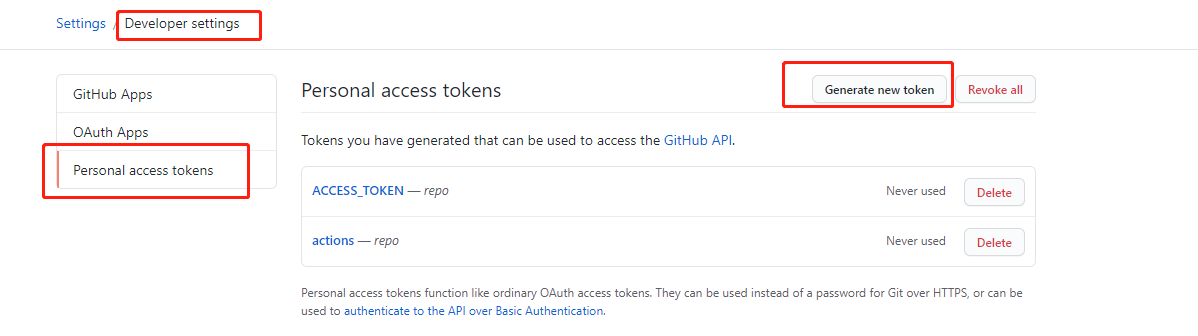 Settings / Developer settings
GitHub Apps
OAuth Apps
Personal access tokens
Personal access tokens
Generate new token
Revoke all
Tokens you have generated that can be used to access the GitHub API.
ACCESS_TOKEN — repo
Never used
Delete
actions — repo
Never used
Delete
Personal access tokens function like ordinary OAuth access tokens. They can be used instead of a password for Git over HTTPS, or can be
used to authenticate to the API over Basic Authentication.